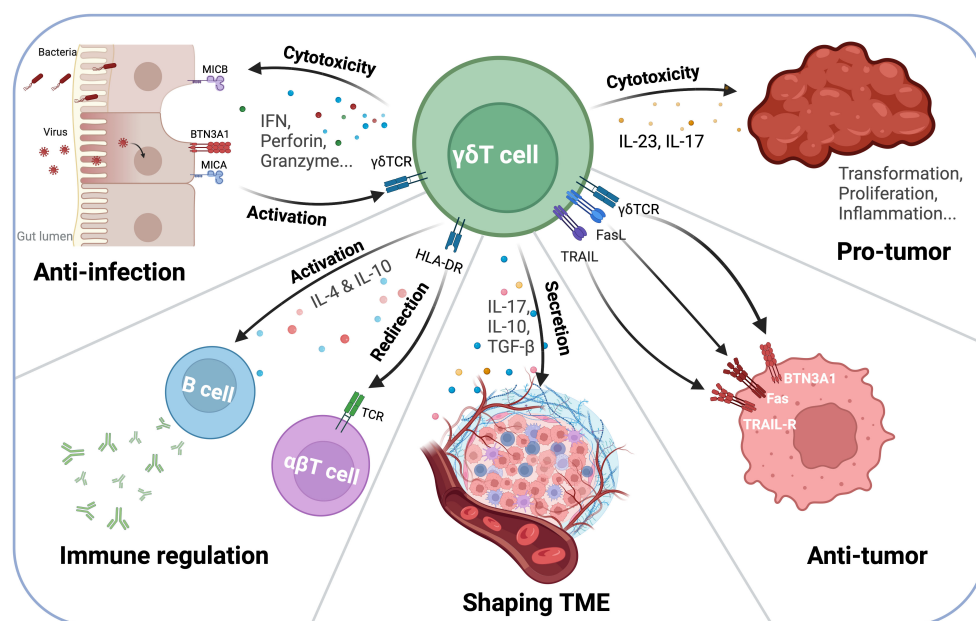 Bacteria
Virus
Gut lumen
MICB
BTN3A1
MICA
Anti-infection
Cytotoxicity
IFN,
Perforin,
Granzyme...
γδTCR
Activation
γδT cell
Cytotoxicity
IL-23, IL-17
Transformation,
Proliferation,
Inflammation...
Pro-tumor
γδTCR
FasL
TRAIL
HLA-DR
Activation
IL-4 & IL-10
Redirection
B cell
TCR
αβT cell
Immune regulation
Secretion
IL-17,
IL-10,
TGF-β
Shaping TME
BTN3A1
Fas
TRAIL-R
Anti-tumor